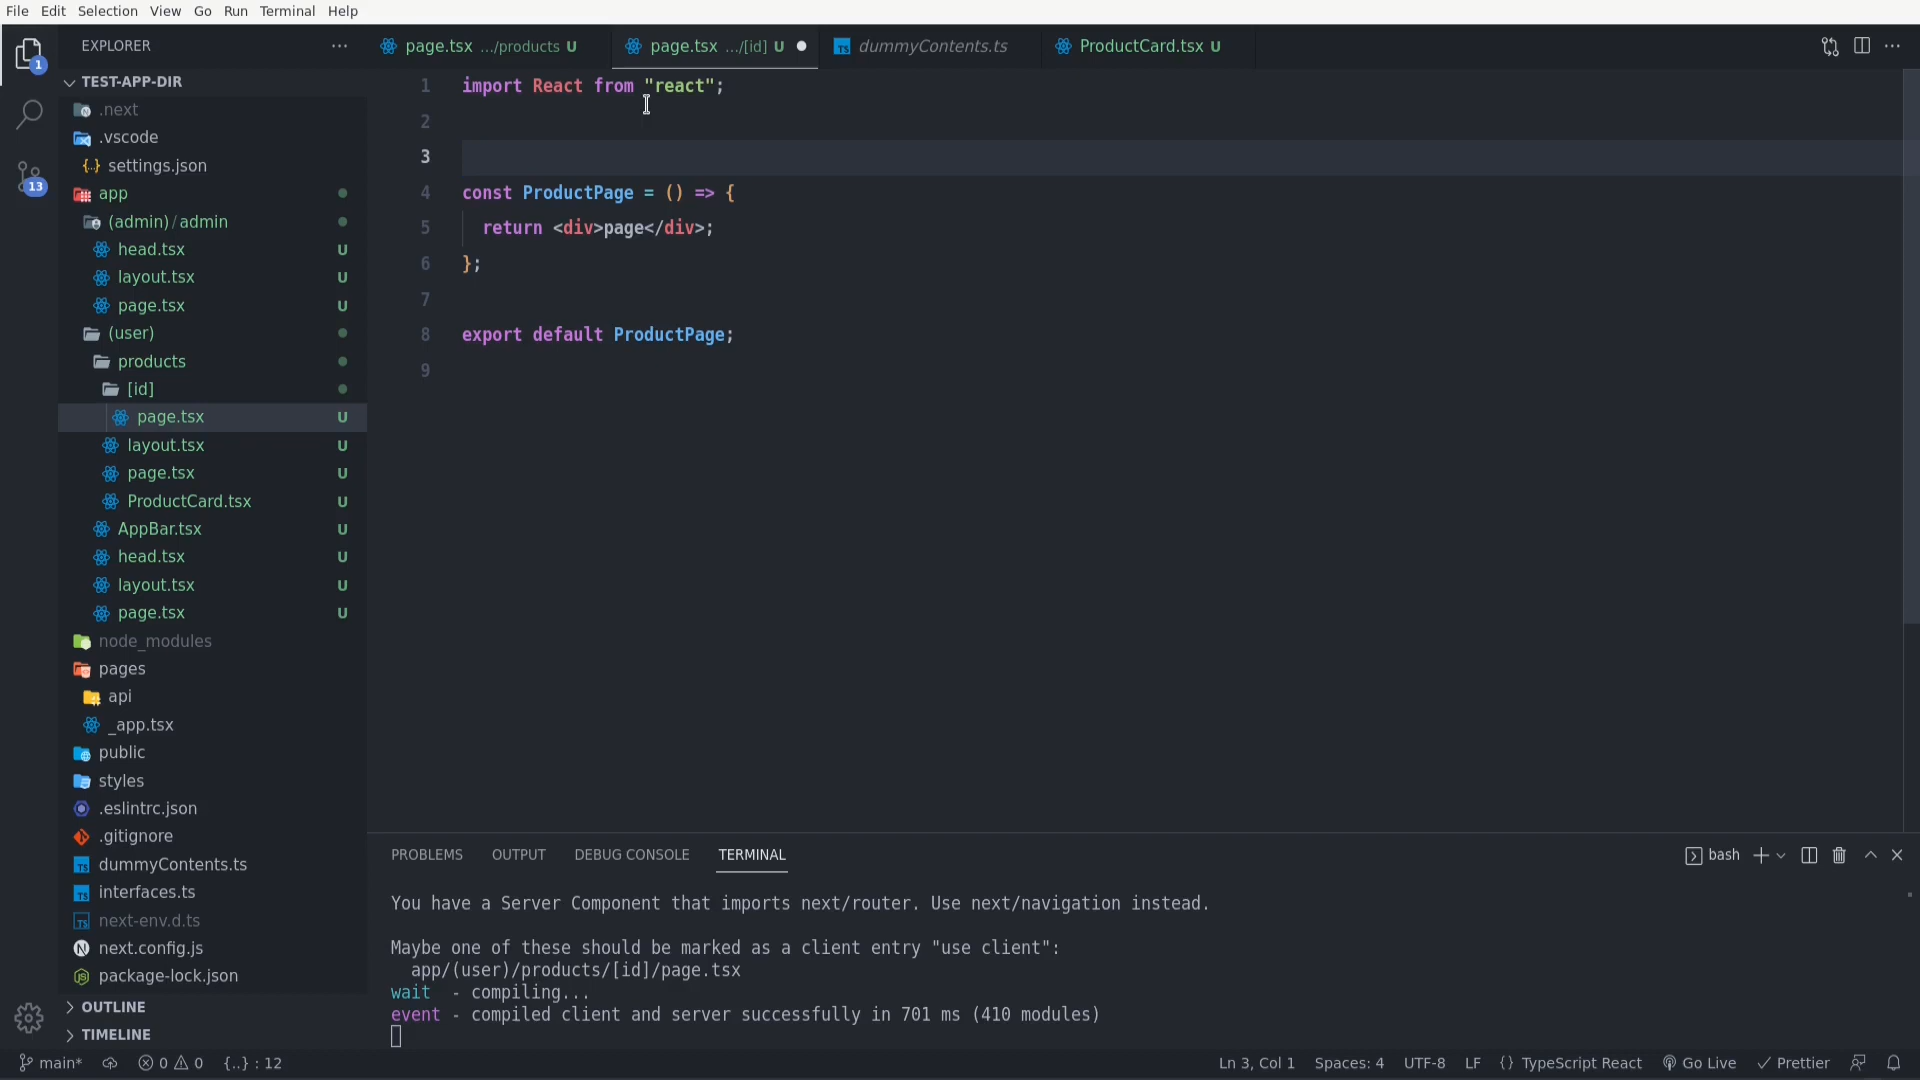 File Edit Selection View Go Run Terminal Help
EXPLORER ···
page.tsx .../products U
page.tsx .../[id] U
dummyContents.ts
ProductCard.tsx U
1
TEST-APP-DIR
.next
.vscode
settings.json
app
(admin) / admin
head.tsx U
layout.tsx U
page.tsx U
(user)
products
[id]
page.tsx U
layout.tsx U
page.tsx U
ProductCard.tsx U
AppBar.tsx U
head.tsx U
layout.tsx U
page.tsx U
node_modules
pages
api
_app.tsx
public
styles
.eslintrc.json
.gitignore
dummyContents.ts
interfaces.ts
next-env.d.ts
next.config.js
package-lock.json
OUTLINE
TIMELINE
13
1 import React from "react";
2
3
4 const ProductPage = () => {
5 return <div>page</div>;
6 };
7
8 export default ProductPage;
9
PROBLEMS OUTPUT DEBUG CONSOLE TERMINAL
bash
You have a Server Component that imports next/router. Use next/navigation instead.
Maybe one of these should be marked as a client entry "use client":
app/(user)/products/[id]/page.tsx
wait - compiling...
event - compiled client and server successfully in 701 ms (410 modules)
main* 0 0 {..} : 12
Ln 3, Col 1 Spaces: 4 UTF-8 LF {} TypeScript React Go Live Prettier